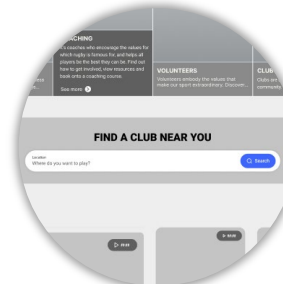 COACHING
coaches who encourage the values for
which rugby is famous for, and helps all
players be the best they can be. Find out
how to get involved, view resources and
book onto a coaching course.
See more
VOLUNTEERS
Volunteers embody the values that
make our sport extraordinary. Discover...
CLUB
Clubs are
community
FIND A CLUB NEAR YOU
Location
Where do you want to play?
Search